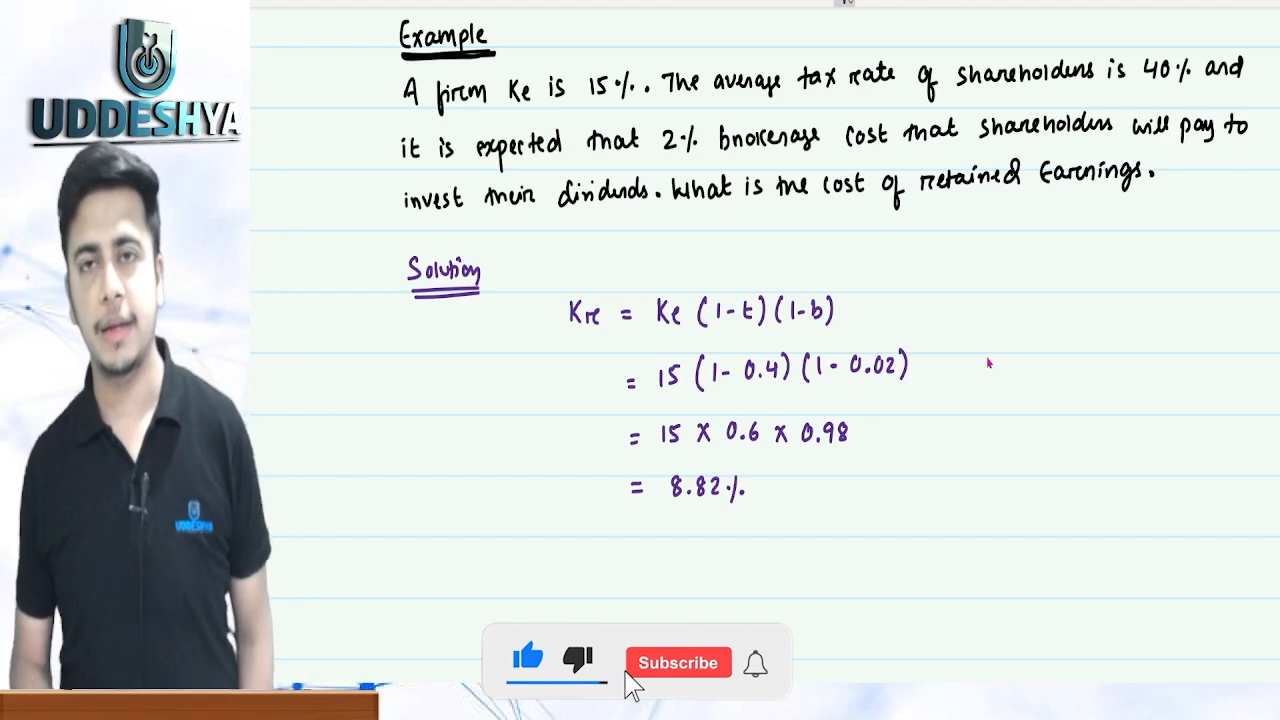 UDDESHYA
Example
A firm Ke is 15%. The average tax rate of shareholders is 40% and
it is expected that 2% brokerage cost that shareholders will pay to
invest their dividends. What is the cost of retained Earnings.
Solution
Kre = Ke (1-t)(1-b)
= 15 (1- 0.4) (1- 0.02)
= 15 x 0.6 x 0.98
= 8.82%
UDDESHYA
Subscribe